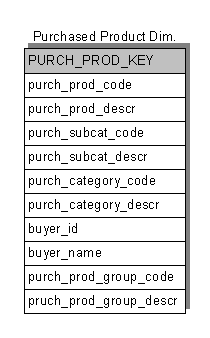 Purchased Product Dim.
PURCH_PROD_KEY
purch_prod_code
purch_prod_descr
purch_subcat_code
purch_subcat_descr
purch_category_code
purch_category_descr
buyer_id
buyer_name
purch_prod_group_code
pruch_prod_group_descr